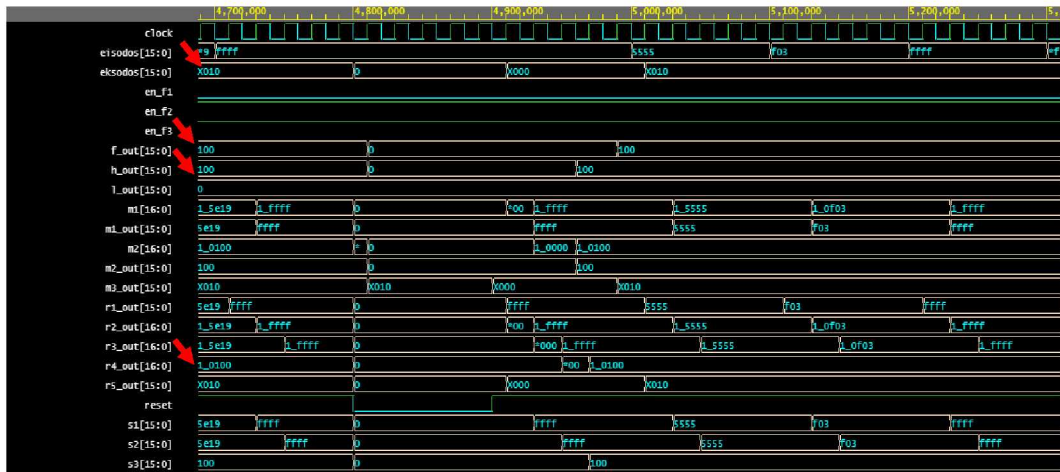 4,700,000 4,800,000 4,900,000 5,000,000 5,100,000 5,200,000 5,
clock
eisodos[15:0] *9 ffff 5555 f03 ffff *f
eksodos[15:0] X010 0 X000 X010
en_f1
en_f2
en_f3
f_out[15:0] 100 0 100
h_out[15:0] 100 0 100
l_out[15:0] 0
m1[16:0] 1_5e19 1_ffff 0 *00 1_ffff 1_5555 1_0f03 1_ffff
m1_out[15:0] 5e19 ffff 0 ffff 5555 f03 ffff
m2[16:0] 1_0100 * 0 1_0000 1_0100
m2_out[15:0] 100 0 100
m3_out[15:0] X010 X010 X000 X010
r1_out[15:0] 5e19 ffff 0 ffff 5555 f03 ffff
r2_out[16:0] 1_5e19 1_ffff 0 *00 1_ffff 1_5555 1_0f03 1_ffff
r3_out[16:0] 1_5e19 1_ffff 0 *000 1_ffff 1_5555 1_0f03 1_ffff
r4_out[16:0] 1_0100 0 *00 1_0100
r5_out[15:0] X010 0 X000 X010
reset
s1[15:0] 5e19 ffff 0 ffff 5555 f03 ffff
s2[15:0] 5e19 ffff 0 ffff 5555 f03 ffff
s3[15:0] 100 0 100